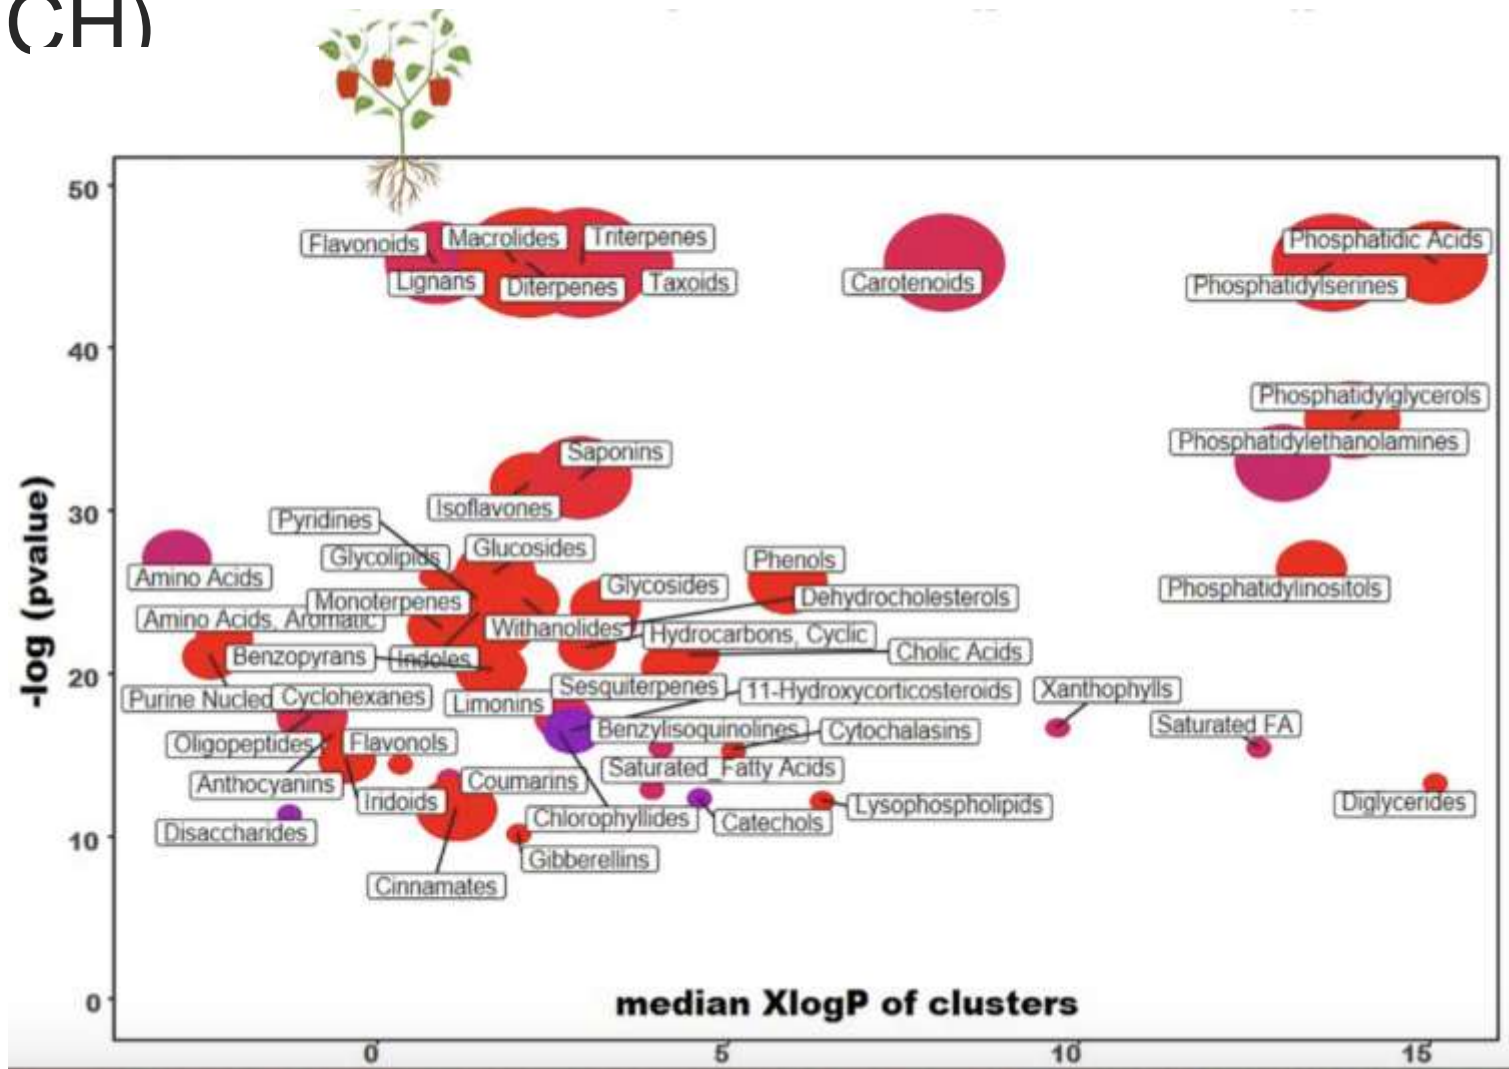 CH)
50
Flavonoids
Macrolides
Triterpenes
Lignans
Diterpenes
Taxoids
Carotenoids
Phosphatidic Acids
Phosphatidylserines
40
Phosphatidylglycerols
Phosphatidylethanolamines
Saponins
Isoflavones
30
Pyridines
Glycolipids
Glucosides
Phenols
Amino Acids
Glycosides
Phosphatidylinositols
Monoterpenes
Dehydrocholesterols
Amino Acids, Aromatic
Withanolides
Hydrocarbons, Cyclic
Benzopyrans
Indoles
Cholic Acids
20
Purine Nucleo
Cyclohexanes
Limonins
Sesquiterpenes
11-Hydroxycorticosteroids
Xanthophylls
Oligopeptides
Flavonols
Benzylisoquinolines
Cytochalasins
Saturated FA
Anthocyanins
Iridoids
Coumarins
Saturated_Fatty Acids
Disaccharides
Chlorophyllides
Catechols
Lysophospholipids
Diglycerides
10
Gibberellins
Cinnamates
0
-log (pvalue)
median XlogP of clusters
0
5
10
15